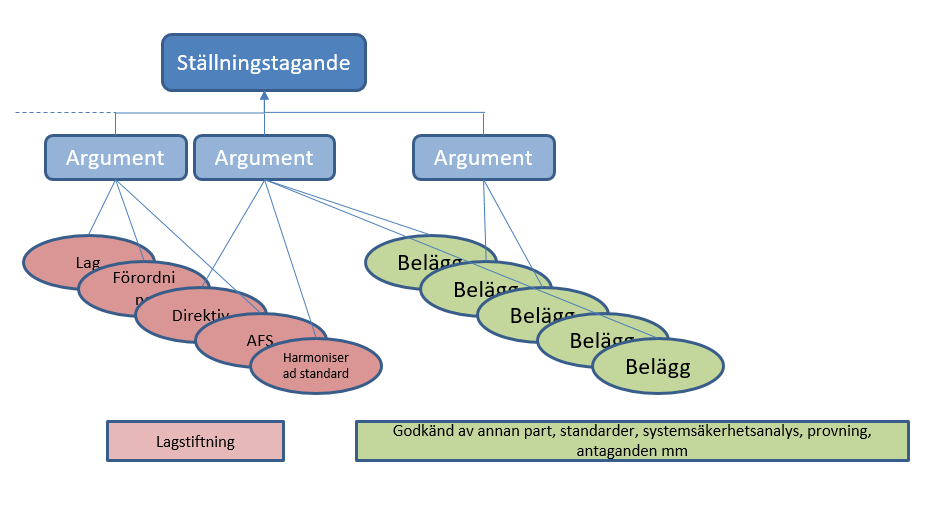 Ställningstagande
Argument
Argument
Argument
Lag
Förordni
Direktiv
AFS
Harmoniser
ad standard
Belägg
Belägg
Belägg
Belägg
Belägg
Lagstiftning
Godkänd av annan part, standarder, systemsäkerhetsanalys, provning,
antaganden mm